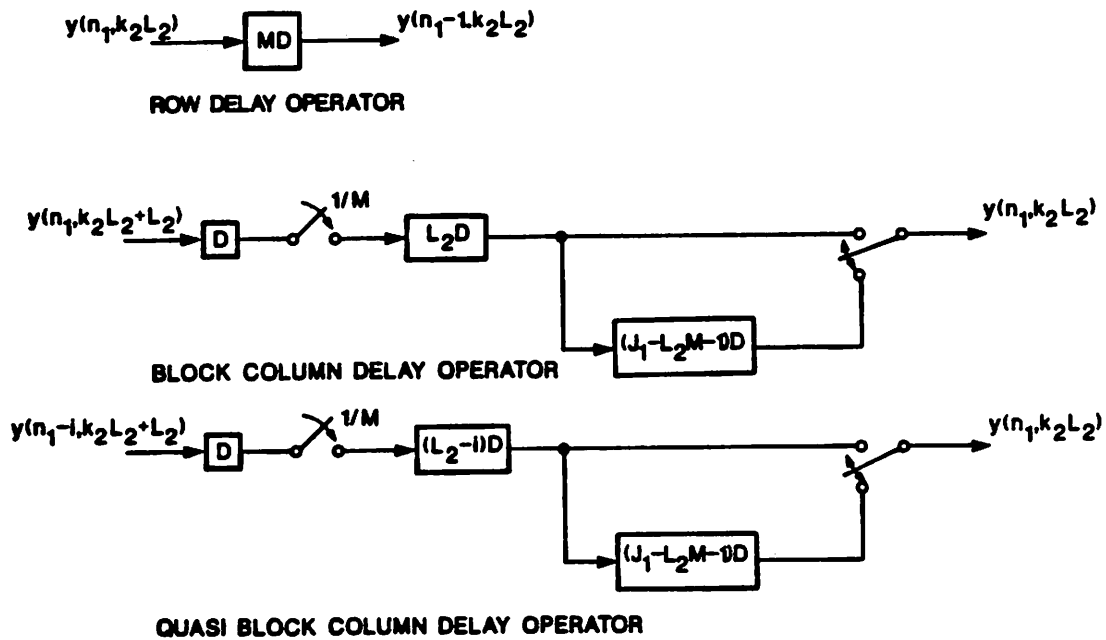 y(n₁,k₂L₂)
MD
y(n₁-1,k₂L₂)
ROW DELAY OPERATOR
y(n₁,k₂L₂+L₂)
D
1/M
L₂D
y(n₁,k₂L₂)
(J₁-L₂M-1)D
BLOCK COLUMN DELAY OPERATOR
y(n₁-i,k₂L₂+L₂)
D
1/M
(L₂-i)D
y(n₁,k₂L₂)
(J₁-L₂M-1)D
QUASI BLOCK COLUMN DELAY OPERATOR